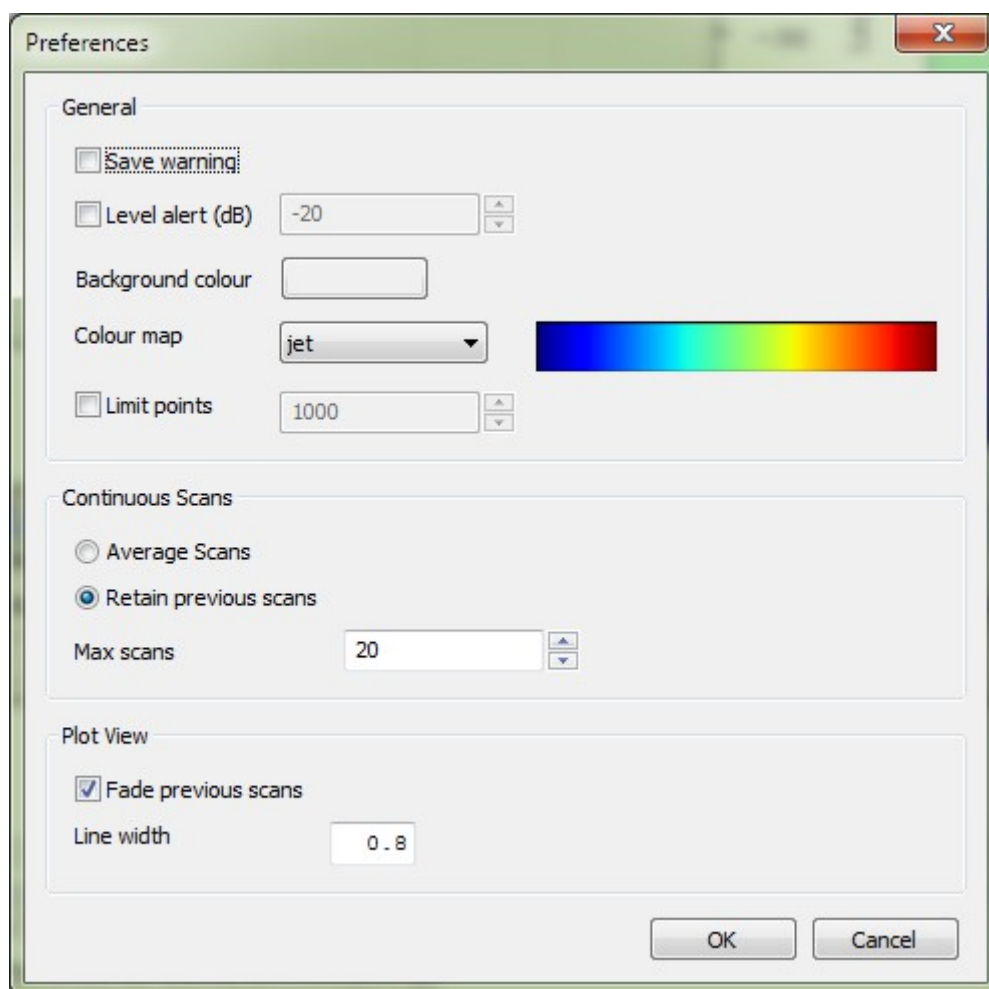 Preferences
General
Save warning
Level alert (dB) -20
Background colour
Colour map jet
Limit points 1000
Continuous Scans
Average Scans
Retain previous scans
Max scans 20
Plot View
Fade previous scans
Line width 0.8
OK Cancel